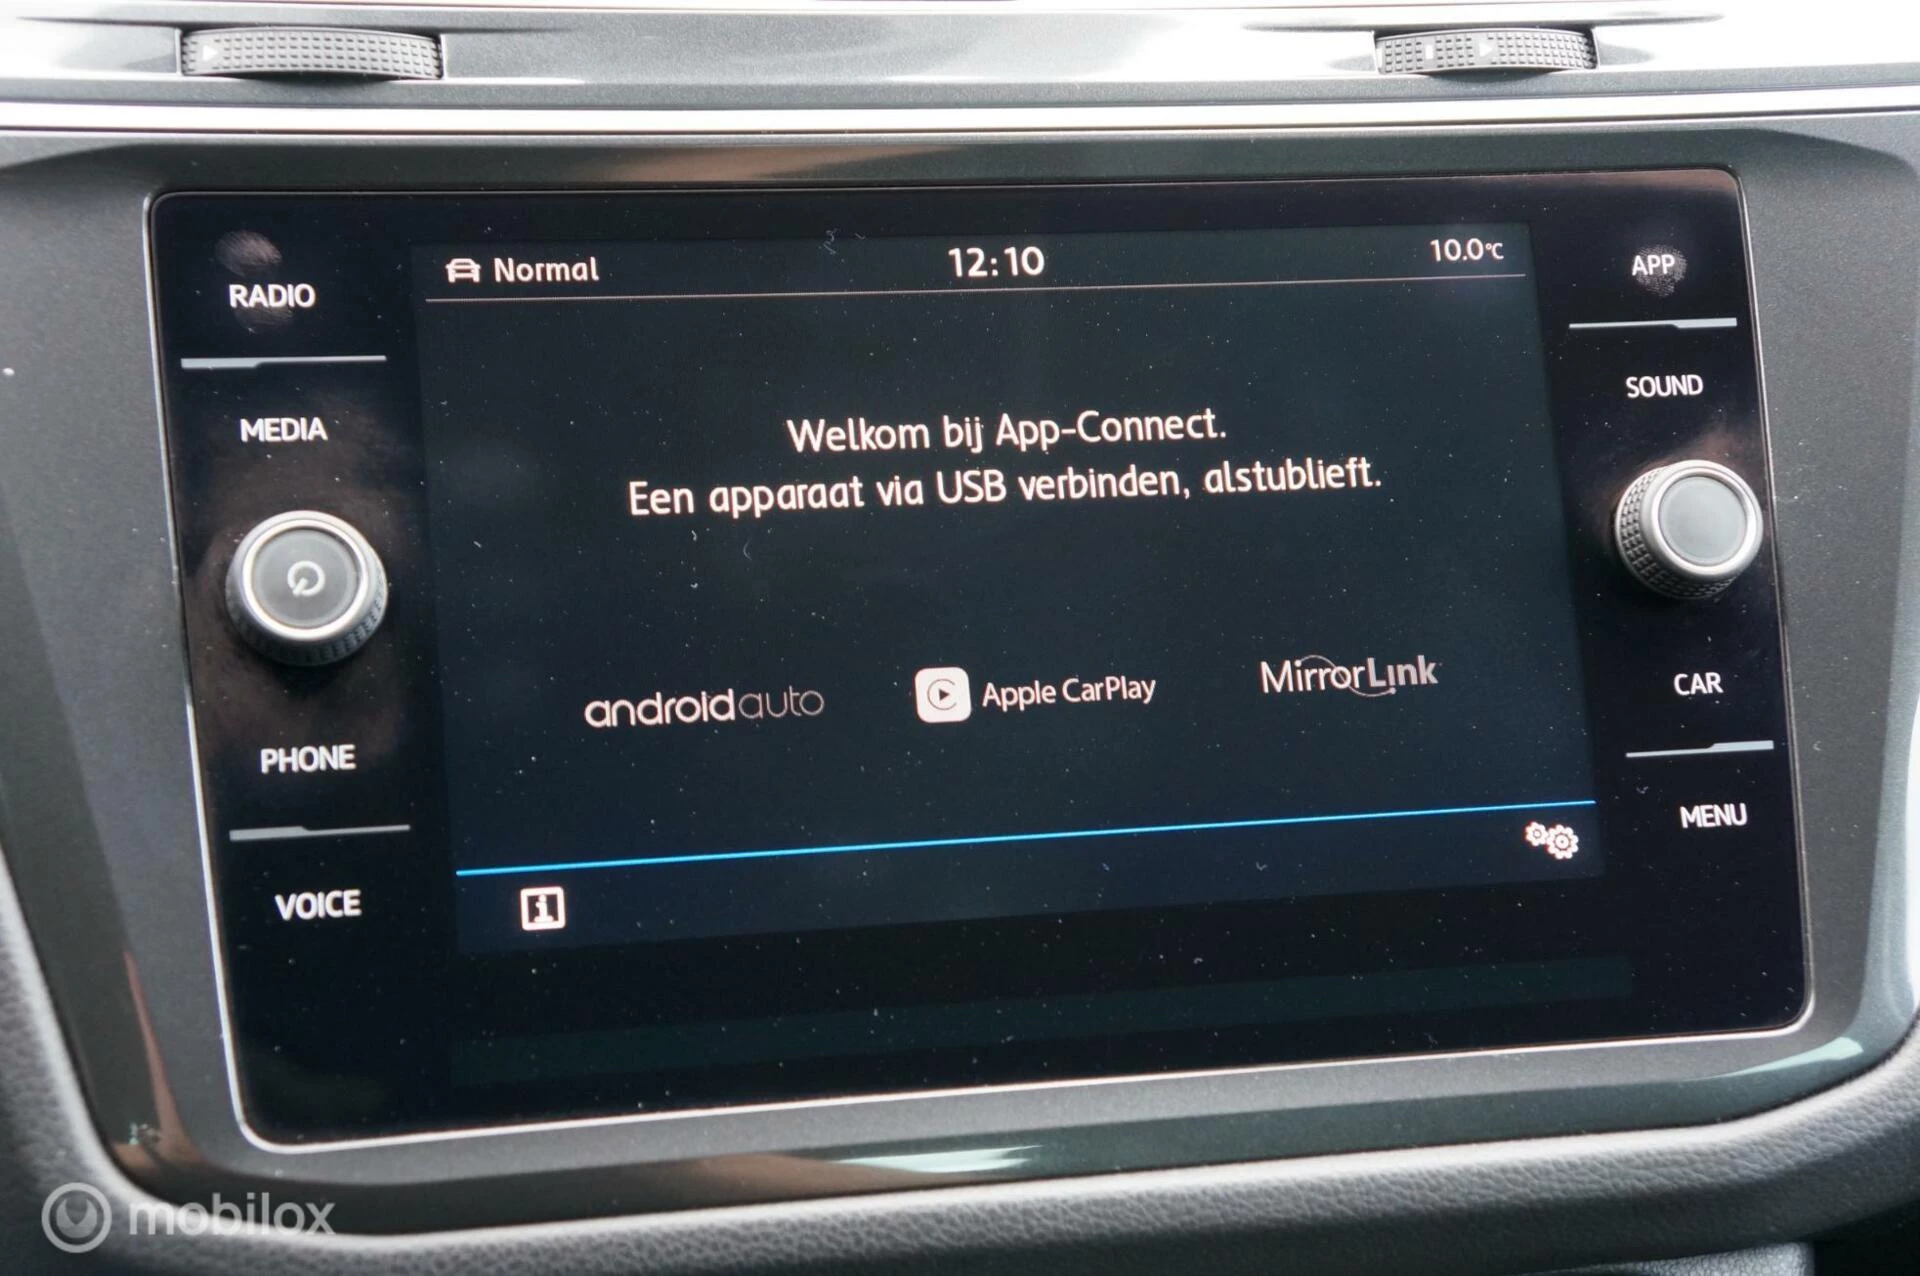 RADIO
MEDIA
PHONE
VOICE
Normal
12:10
10.0°C
Welkom bij App-Connect.
Een apparaat via USB verbinden, alstublieft.
androidauto
Apple CarPlay
MirrorLink
i
APP
SOUND
CAR
MENU
mobilox